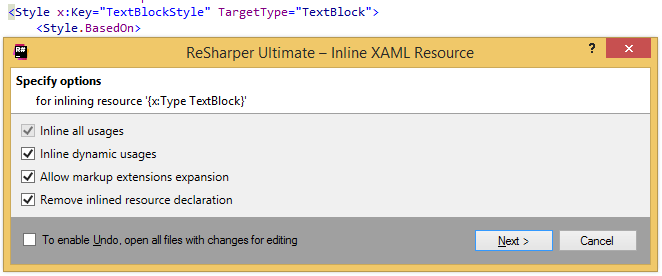 <Style x:Key="TextBlockStyle" TargetType="TextBlock">
<Style.BasedOn>
R#
ReSharper Ultimate – Inline XAML Resource
?
Specify options
for inlining resource '{x:Type TextBlock}'
Inline all usages
Inline dynamic usages
Allow markup extensions expansion
Remove inlined resource declaration
To enable Undo, open all files with changes for editing
Next >
Cancel